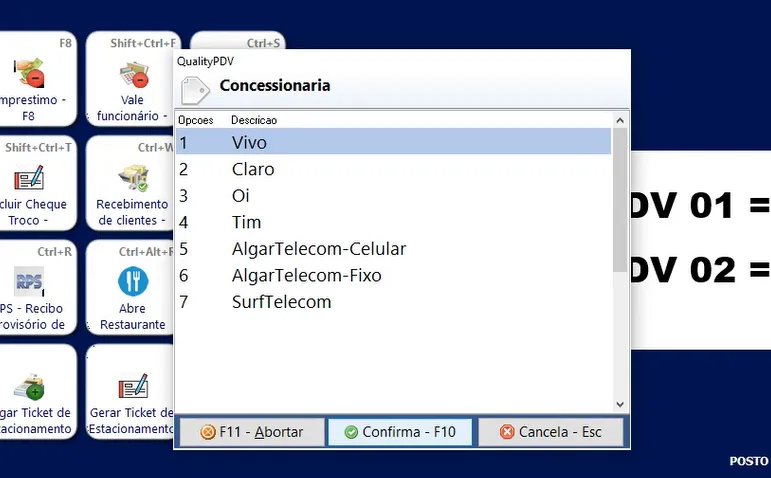 F8
Shift+Ctrl+F
Ctrl+S
mprestimo -
F8
Vale
funcionário -
Shift+Ctrl+T
Ctrl+W
cluir Cheque
Troco -
Recebimento
de clientes -
Ctrl+R
Ctrl+Alt+F
RPS
PS - Recibo
rovisório de
Abre
Restaurante
gar Ticket de
tacionamento
Gerar Ticket de
Estacionamento
QualityPDV
Concessionaria
Opcoes Descricao
1 Vivo
2 Claro
3 Oi
4 Tim
5 AlgarTelecom-Celular
6 AlgarTelecom-Fixo
7 SurfTelecom
F11 - Abortar
Confirma - F10
Cancela - Esc
DV 01 =
DV 02 =
POSTO